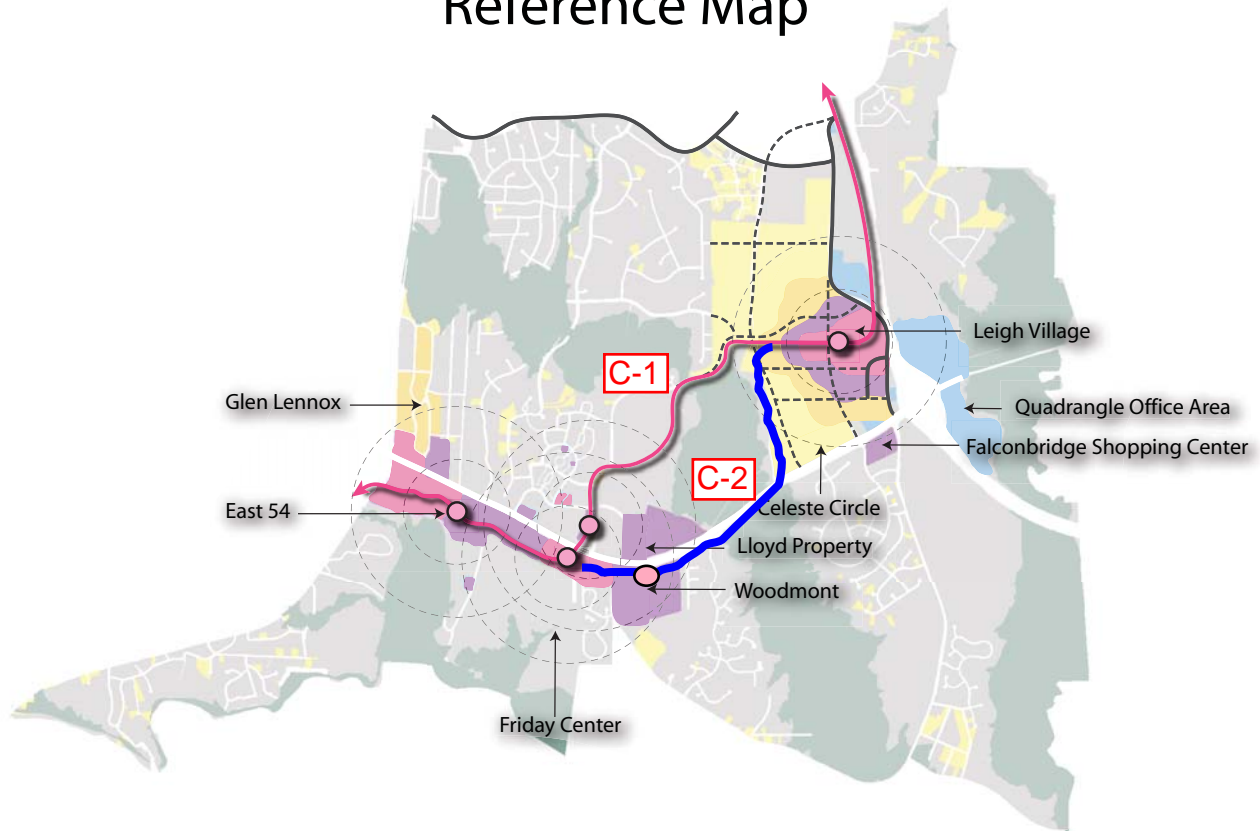 Reference Map
C-1
Leigh Village
Glen Lennox
Quadrangle Office Area
Falconbridge Shopping Center
C-2
East 54
Celeste Circle
Lloyd Property
Woodmont
Friday Center